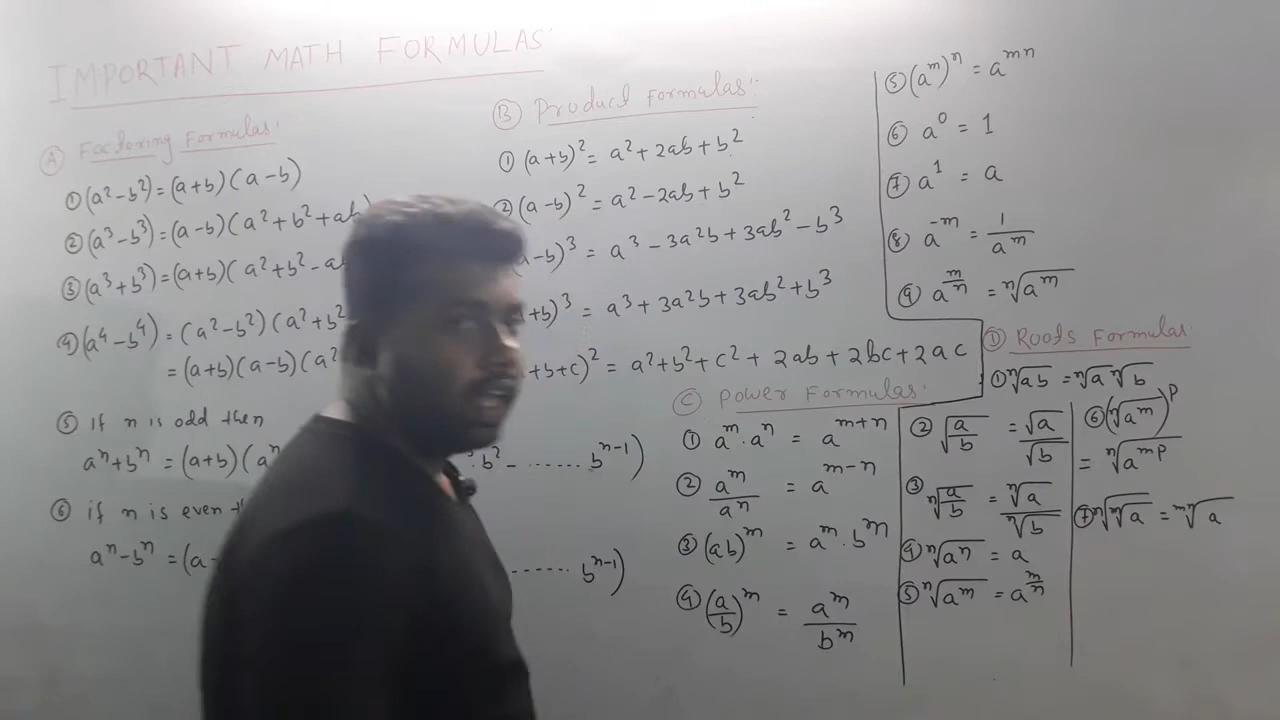 IMPORTANT MATH FORMULAS:
Ⓐ Factoring Formulas:
① (a²-b²)=(a+b)(a-b)
② (a³-b³)=(a-b)(a²+b²+ab)
③ (a³+b³)=(a+b)(a²+b²-a
④ (a⁴-b⁴)=(a²-b²)(a²+b²
=(a+b)(a-b)(a²
⑤ If n is odd then
aⁿ+bⁿ=(a+b)(aⁿ b²-......... bⁿ⁻¹)
⑥ if n is even
aⁿ-bⁿ=(a- ...... bⁿ⁻¹)
Ⓑ Product Formulas:
① (a+b)²= a²+2ab+b²
② (a-b)² = a²-2ab+b²
-b)³ = a³-3a²b+3ab²-b³
+b)³ = a³+3a²b+3ab²+b³
+b+c)² = a²+b²+c²+2ab+2bc+2ac
Ⓒ Power Formulas:
① aᵐ.aⁿ = aᵐ⁺ⁿ
② aᵐ/aⁿ = aᵐ⁻ⁿ
③ (ab)ᵐ = aᵐ.bᵐ
④ (a/b)ᵐ = aᵐ/bᵐ
⑤ (aᵐ)ⁿ = aᵐⁿ
⑥ a⁰ = 1
⑦ a¹ = a
⑧ a⁻ᵐ = 1/aᵐ
⑨ a^(m/n) = ⁿ√aᵐ
Ⓓ Roots Formulas:
① ⁿ√ab = ⁿ√a ⁿ√b
② √(a/b) = √a/√b
③ ⁿ√(a/b) = ⁿ√a/ⁿ√b
④ ⁿ√aⁿ = a
⑤ ⁿ√aᵐ = a^(m/n)
⑥ (ⁿ√aᵐ)ᵖ
= ⁿ√aᵐᵖ
⑦ ⁿ√ᵐ√a = ᵐⁿ√a